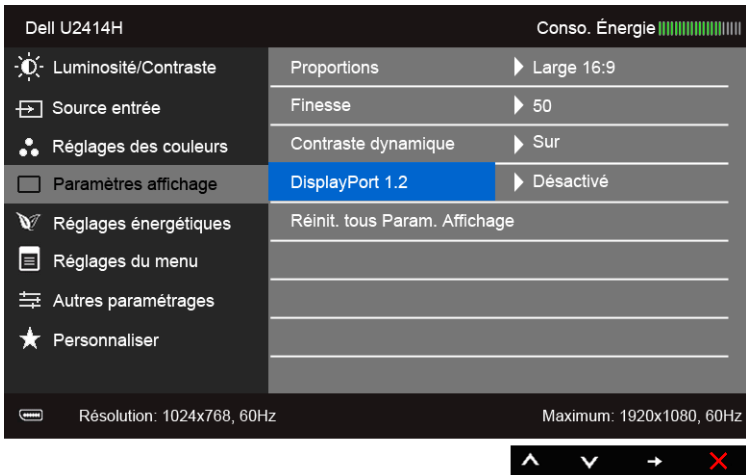 Dell U2414H Conso. Énergie
Luminosité/Contraste Proportions Large 16:9
Source entrée Finesse 50
Réglages des couleurs Contraste dynamique Sur
Paramètres affichage DisplayPort 1.2 Désactivé
Réglages énergétiques Réinit. tous Param. Affichage
Réglages du menu
Autres paramétrages
Personnaliser
Résolution: 1024x768, 60Hz Maximum: 1920x1080, 60Hz